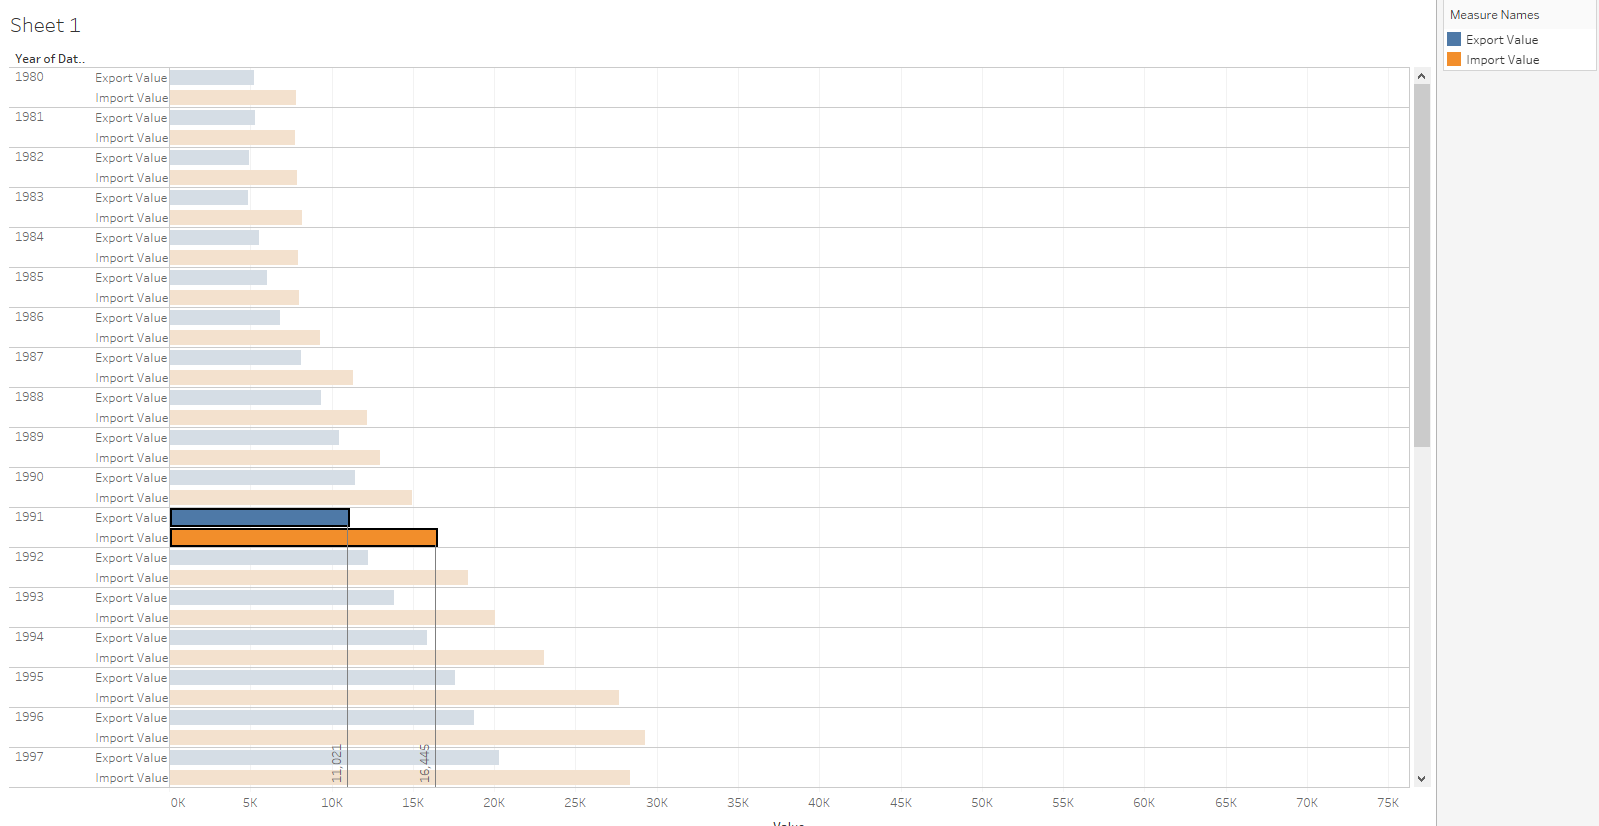 Sheet 1
Measure Names
Export Value
Import Value
Year of Dat..
1980 Export Value
Import Value
1981 Export Value
Import Value
1982 Export Value
Import Value
1983 Export Value
Import Value
1984 Export Value
Import Value
1985 Export Value
Import Value
1986 Export Value
Import Value
1987 Export Value
Import Value
1988 Export Value
Import Value
1989 Export Value
Import Value
1990 Export Value
Import Value
1991 Export Value
Import Value
1992 Export Value
Import Value
1993 Export Value
Import Value
1994 Export Value
Import Value
1995 Export Value
Import Value
1996 Export Value
Import Value
1997 Export Value
Import Value
11,021
16,445
0K 5K 10K 15K 20K 25K 30K 35K 40K 45K 50K 55K 60K 65K 70K 75K
Value